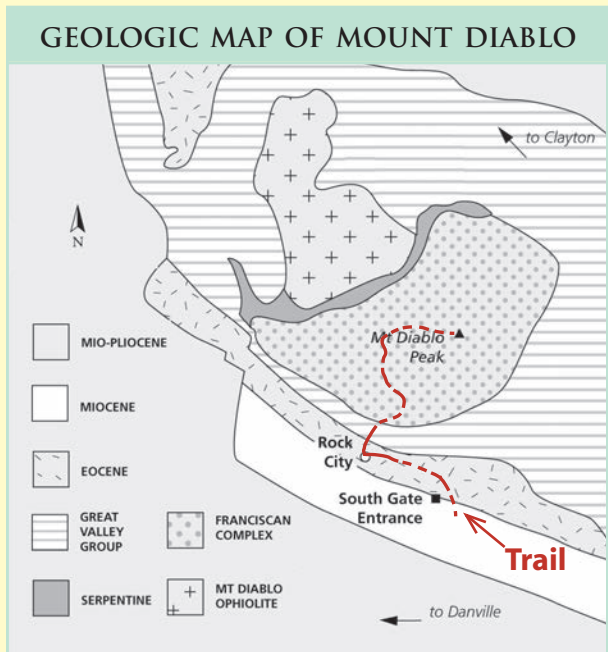 GEOLOGIC MAP OF MOUNT DIABLO
to Clayton
N
Mt Diablo
Peak
MIO-PLIOCENE
MIOCENE
EOCENE
GREAT
VALLEY
GROUP
FRANCISCAN
COMPLEX
SERPENTINE
MT DIABLO
OPHIOLITE
Rock
City
South Gate
Entrance
Trail
to Danville